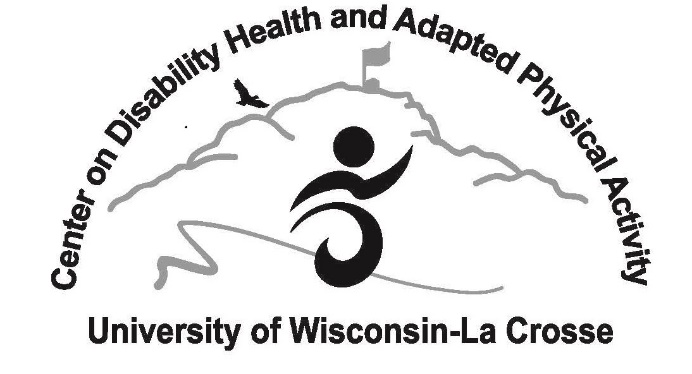 Center on Disability Health and Adapted Physical Activity
University of Wisconsin-La Crosse